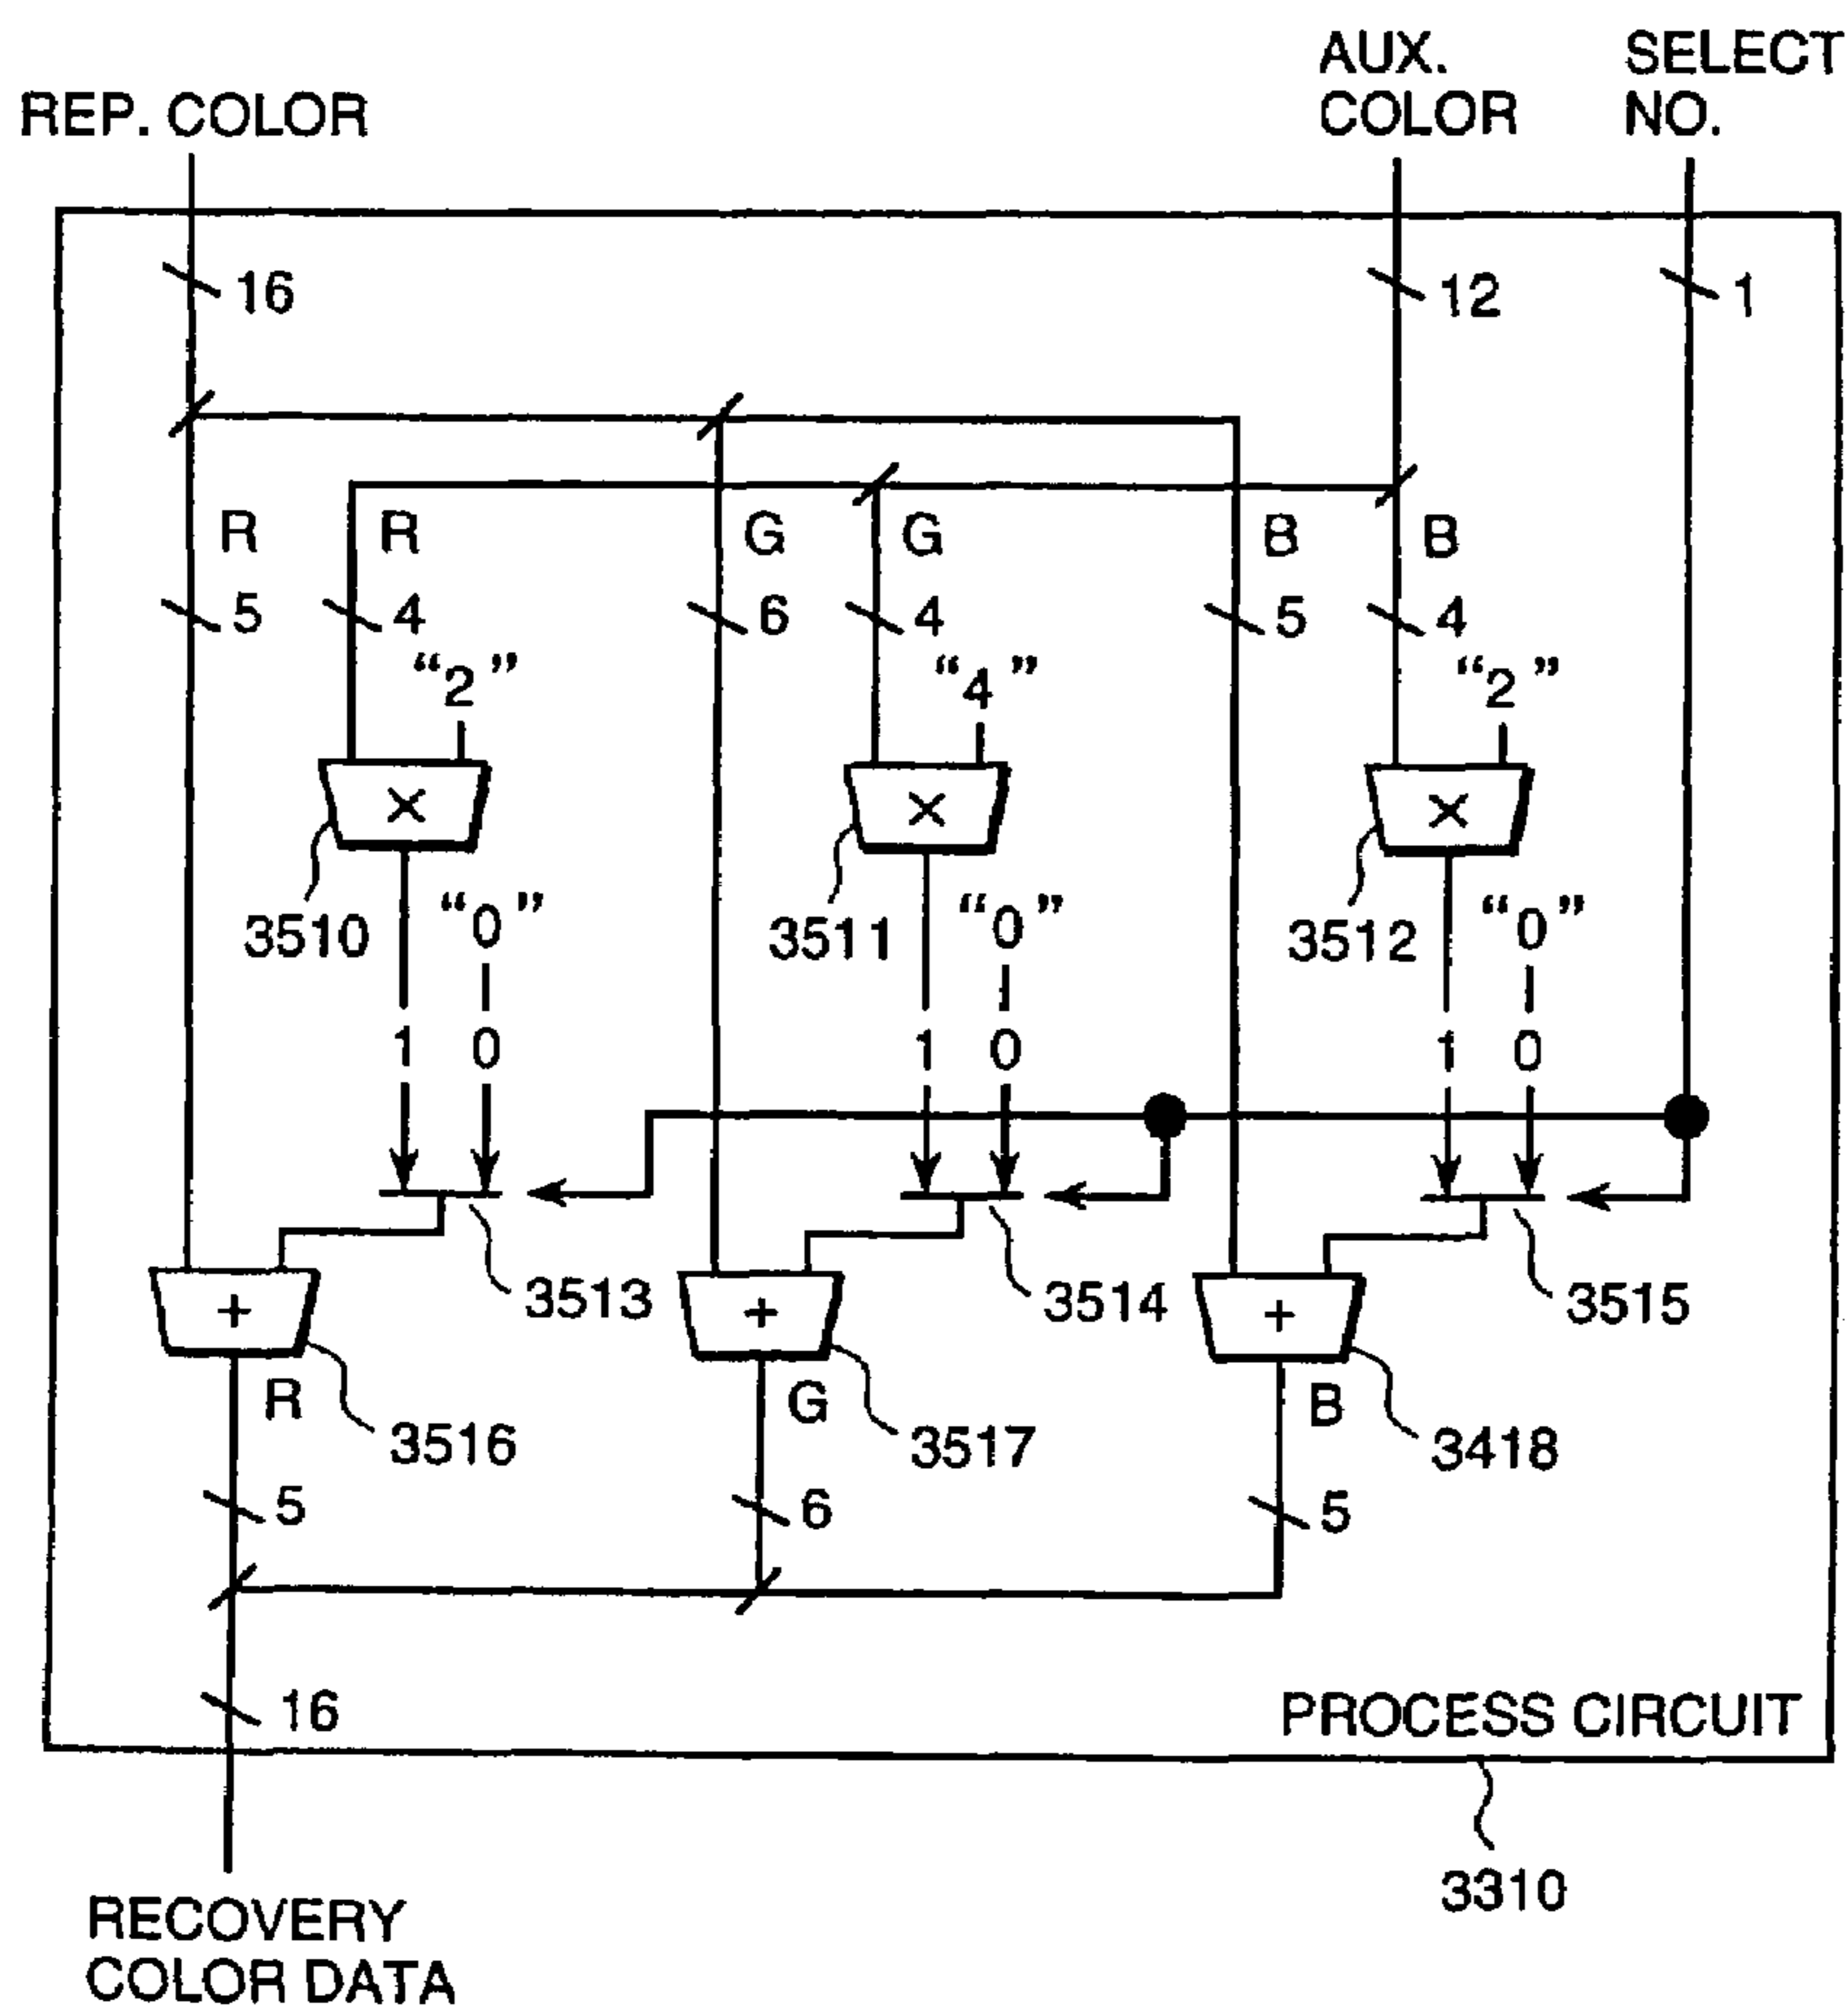 REP. COLOR
AUX.
COLOR
SELECT
NO.
16
12
1
R
R
G
G
B
B
5
4
6
4
5
4
“2”
“4”
“2”
×
×
×
3510
“0”
3511
“0”
3512
“0”
1
0
1
0
1
0
3513
3514
3515
+
+
+
R
3516
G
3517
B
3418
5
6
5
16
PROCESS CIRCUIT
3310
RECOVERY
COLOR DATA